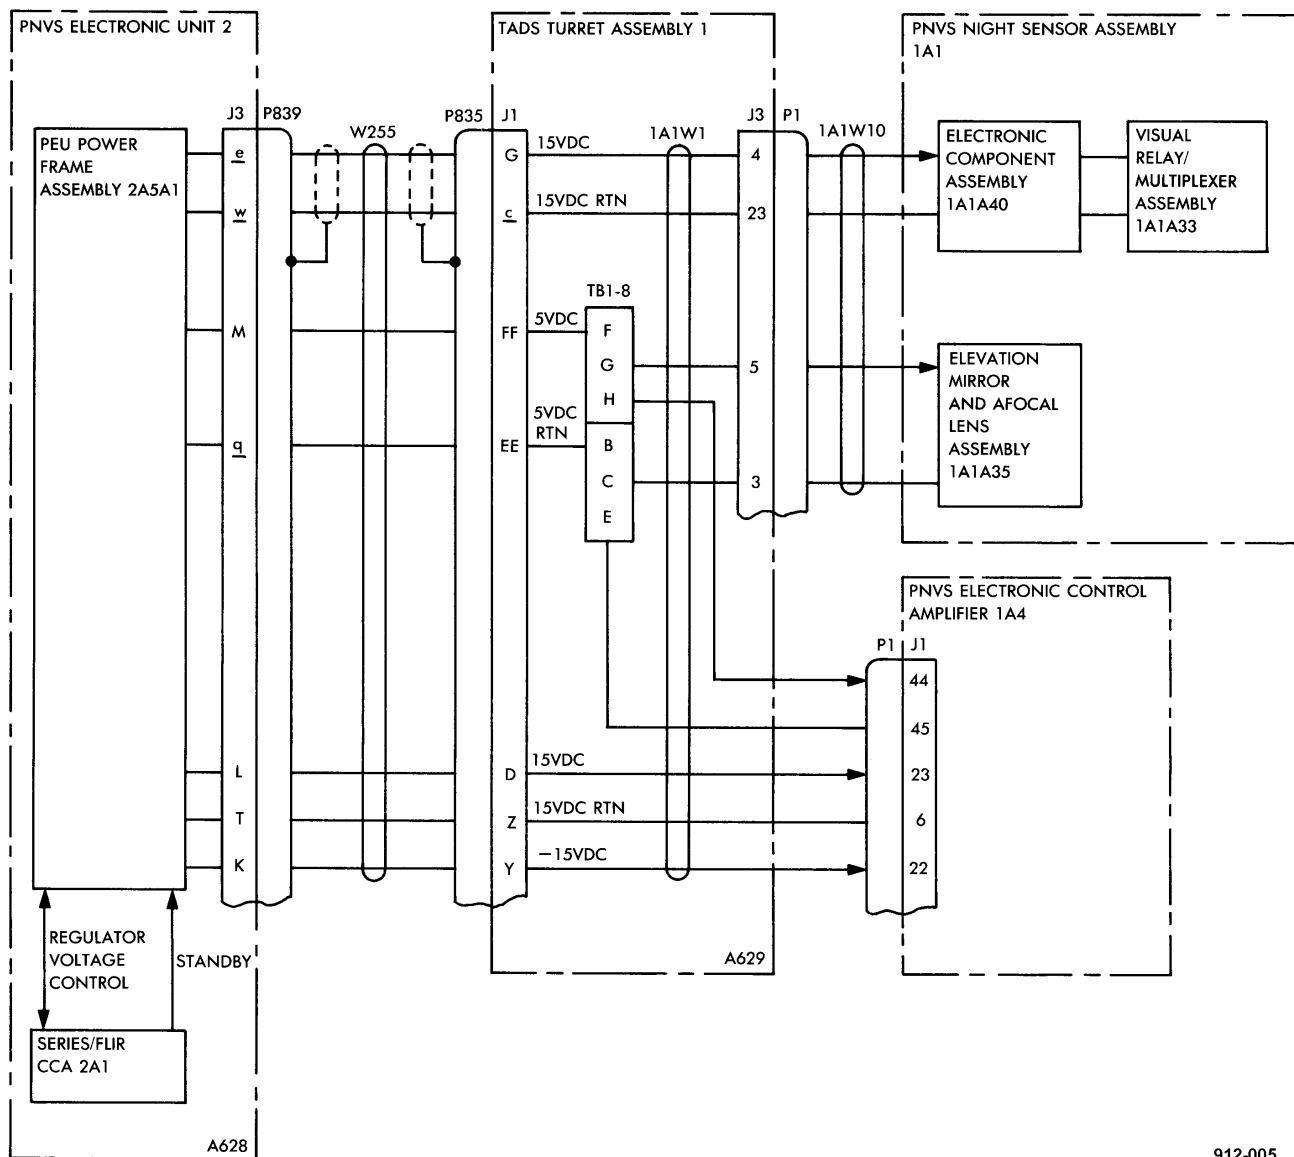 PNVS ELECTRONIC UNIT 2
TADS TURRET ASSEMBLY 1
PNVS NIGHT SENSOR ASSEMBLY
1A1
J3 P839
W255
P835 J1
1A1W1
J3 P1
1A1W10
PEU POWER
FRAME
ASSEMBLY 2A5A1
e
w
M
q
L
T
K
G
c
FF
EE
D
Z
Y
15VDC
15VDC RTN
5VDC
5VDC
RTN
15VDC
15VDC RTN
−15VDC
TB1-8
F
G
H
B
C
E
4
23
5
3
ELECTRONIC
COMPONENT
ASSEMBLY
1A1A40
VISUAL
RELAY/
MULTIPLEXER
ASSEMBLY
1A1A33
ELEVATION
MIRROR
AND AFOCAL
LENS
ASSEMBLY
1A1A35
PNVS ELECTRONIC CONTROL
AMPLIFIER 1A4
P1 J1
44
45
23
6
22
REGULATOR
VOLTAGE
CONTROL
STANDBY
SERIES/FLIR
CCA 2A1
A628
A629
912-005